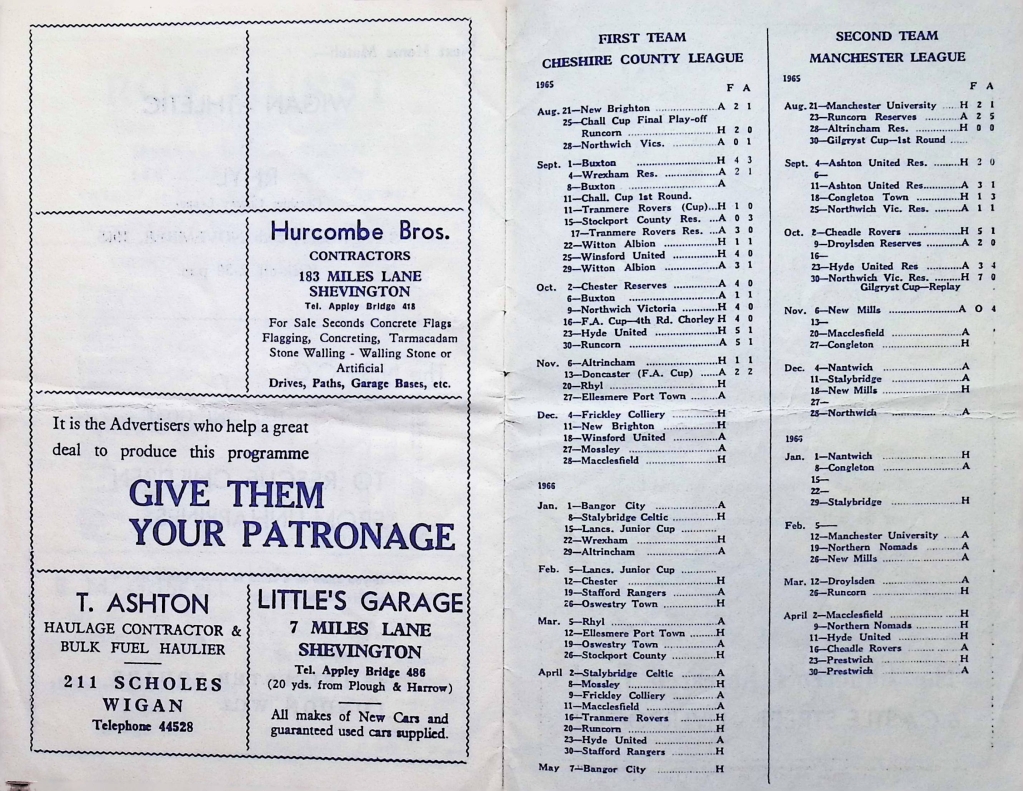 Hurcombe Bros.
CONTRACTORS
183 MILES LANE
SHEVINGTON
Tel. Appley Bridge 418
For Sale Seconds Concrete Flags
Flagging, Concreting, Tarmacadam
Stone Walling - Walling Stone or
Artificial
Drives, Paths, Garage Bases, etc.
It is the Advertisers who help a great
deal to produce this programme
GIVE THEM
YOUR PATRONAGE
T. ASHTON
HAULAGE CONTRACTOR &
BULK FUEL HAULIER
211 SCHOLES
WIGAN
Telephone 44528
LITTLE'S GARAGE
7 MILES LANE
SHEVINGTON
Tel. Appley Bridge 486
(20 yds. from Plough & Harrow)
All makes of New Cars and
guaranteed used cars supplied.
FIRST TEAM
CHESHIRE COUNTY LEAGUE
1965
F A
Aug. 21—New Brighton ................A 2 1
25—Chall Cup Final Play-off
Runcorn ......................H 2 0
28—Northwich Vics. ...............A 0 1
Sept. 1—Buxton ....................H 4 3
4—Wrexham Res. ................A 2 1
8—Buxton ....................A
11—Chall. Cup 1st Round.
11—Tranmere Rovers (Cup)...H 1 0
15—Stockport County Res. ...A 0 3
17—Tranmere Rovers Res. ...A 3 0
22—Witton Albion ................H 1 1
25—Winsford United .............H 4 0
29—Witton Albion ................A 3 1
Oct. 2—Chester Reserves ............A 4 0
6—Buxton ......................A 1 1
9—Northwich Victoria .........H 4 0
16—F.A. Cup—4th Rd. Chorley H 4 0
23—Hyde United .................H 5 1
30—Runcorn .....................A 5 1
Nov. 6—Altrincham ..................H 1 1
13—Doncaster (F.A. Cup) ......A 2 2
20—Rhyl ........................H
27—Ellesmere Port Town .......A
Dec. 4—Frickley Colliery ............H
11—New Brighton ...............H
18—Winsford United ............A
27—Mossley ....................A
28—Macclesfield ................H
1966
Jan. 1—Bangor City .................A
8—Stalybridge Celtic ...........H
15—Lancs. Junior Cup .........
22—Wrexham ...................H
29—Altrincham .................A
Feb. 5—Lancs. Junior Cup .........
12—Chester .....................H
19—Stafford Rangers ............A
26—Oswestry Town .............H
Mar. 5—Rhyl ........................A
12—Ellesmere Port Town .......H
19—Oswestry Town .............A
26—Stockport County ...........H
April 2—Stalybridge Celtic ..........A
8—Mossley .....................H
9—Frickley Colliery ............A
11—Macclesfield ................A
16—Tranmere Rovers ...........H
20—Runcorn ....................H
23—Hyde United ................A
30—Stafford Rangers ............H
May 7—Bangor City ................H
SECOND TEAM
MANCHESTER LEAGUE
1965
F A
Aug. 21—Manchester University ....H 2 1
23—Runcorn Reserves .........A 2 5
28—Altrincham Res. ............H 0 0
30—Gilgryst Cup—1st Round ......
Sept. 4—Ashton United Res. ........H 2 0
6—
11—Ashton United Res..........A 3 1
18—Congleton Town ............H 1 3
25—Northwich Vic. Res. .......A 1 1
Oct. 2—Cheadle Rovers .............H 5 1
9—Droylsden Reserves .........A 2 0
16—
23—Hyde United Res ...........A 3 4
30—Northwich Vic. Res. .......H 7 0
Gilgryst Cup—Replay
Nov. 6—New Mills ..................A O 4
13—
20—Macclesfield ................A
27—Congleton ..................H
Dec. 4—Nantwich ...................A
11—Stalybridge .................A
18—New Mills ..................H
27—
28—Northwich ..................A
1966
Jan. 1—Nantwich ...................H
8—Congleton ...................A
15—
22—
29—Stalybridge .................H
Feb. 5—
12—Manchester University .....A
19—Northern Nomads ..........A
26—New Mills ..................A
Mar. 12—Droylsden .................A
26—Runcorn ....................H
April 2—Macclesfield ...............H
9—Northern Nomads ..........H
11—Hyde United ...............H
16—Cheadle Rovers ............A
23—Prestwich ..................H
30—Prestwich ..................A